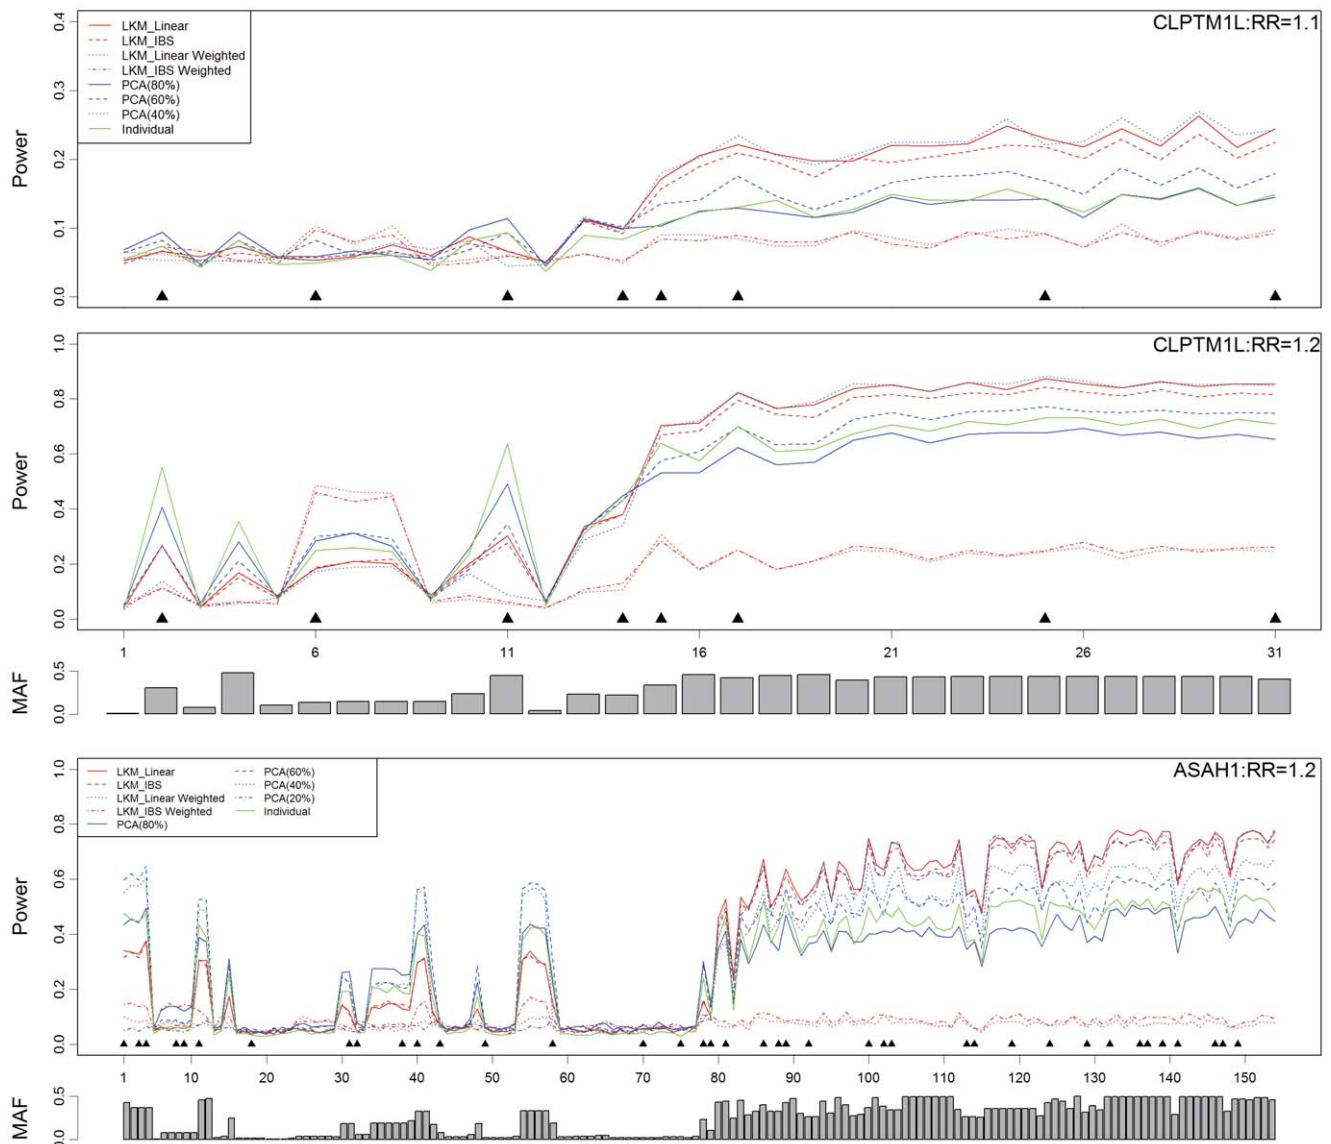 CLPTM1L:RR=1.1
LKM_Linear
LKM_IBS
LKM_Linear Weighted
LKM_IBS Weighted
PCA(80%)
PCA(60%)
PCA(40%)
Individual
Power
0.4
0.3
0.2
0.1
0.0
CLPTM1L:RR=1.2
Power
1.0
0.8
0.6
0.4
0.2
0.0
1 6 11 16 21 26 31
MAF
0.5
0.0
ASAH1:RR=1.2
LKM_Linear PCA(60%)
LKM_IBS PCA(40%)
LKM_Linear Weighted PCA(20%)
LKM_IBS Weighted Individual
PCA(80%)
Power
1.0
0.8
0.6
0.4
0.2
0.0
1 10 20 30 40 50 60 70 80 90 100 110 120 130 140 150
MAF
0.5
0.0